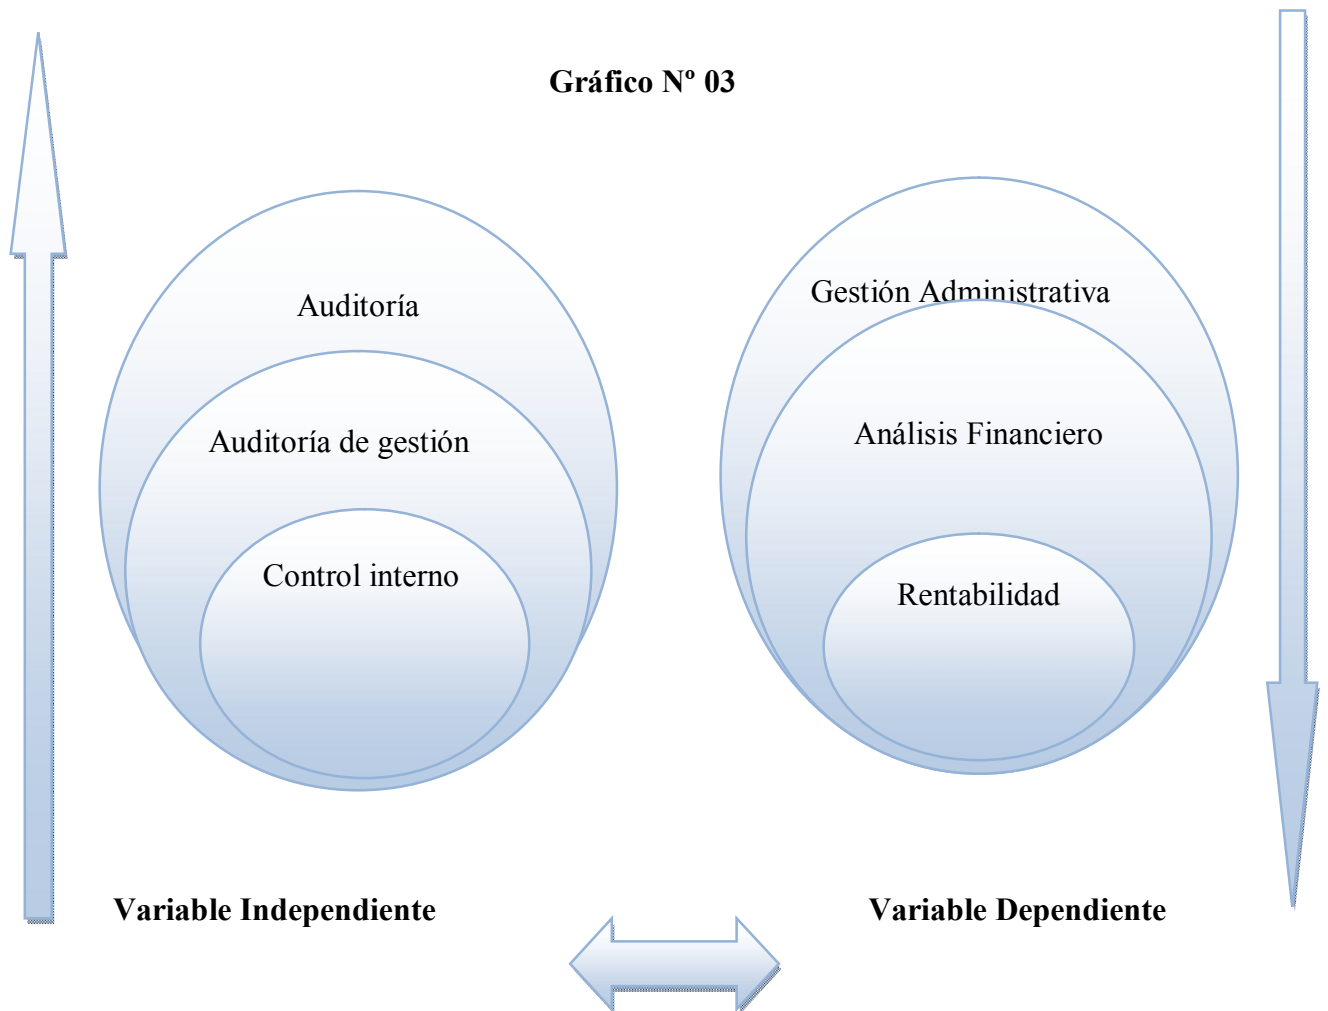 Gráfico Nº 03
Auditoría
Auditoría de gestión
Control interno
Gestión Administrativa
Análisis Financiero
Rentabilidad
Variable Independiente
Variable Dependiente